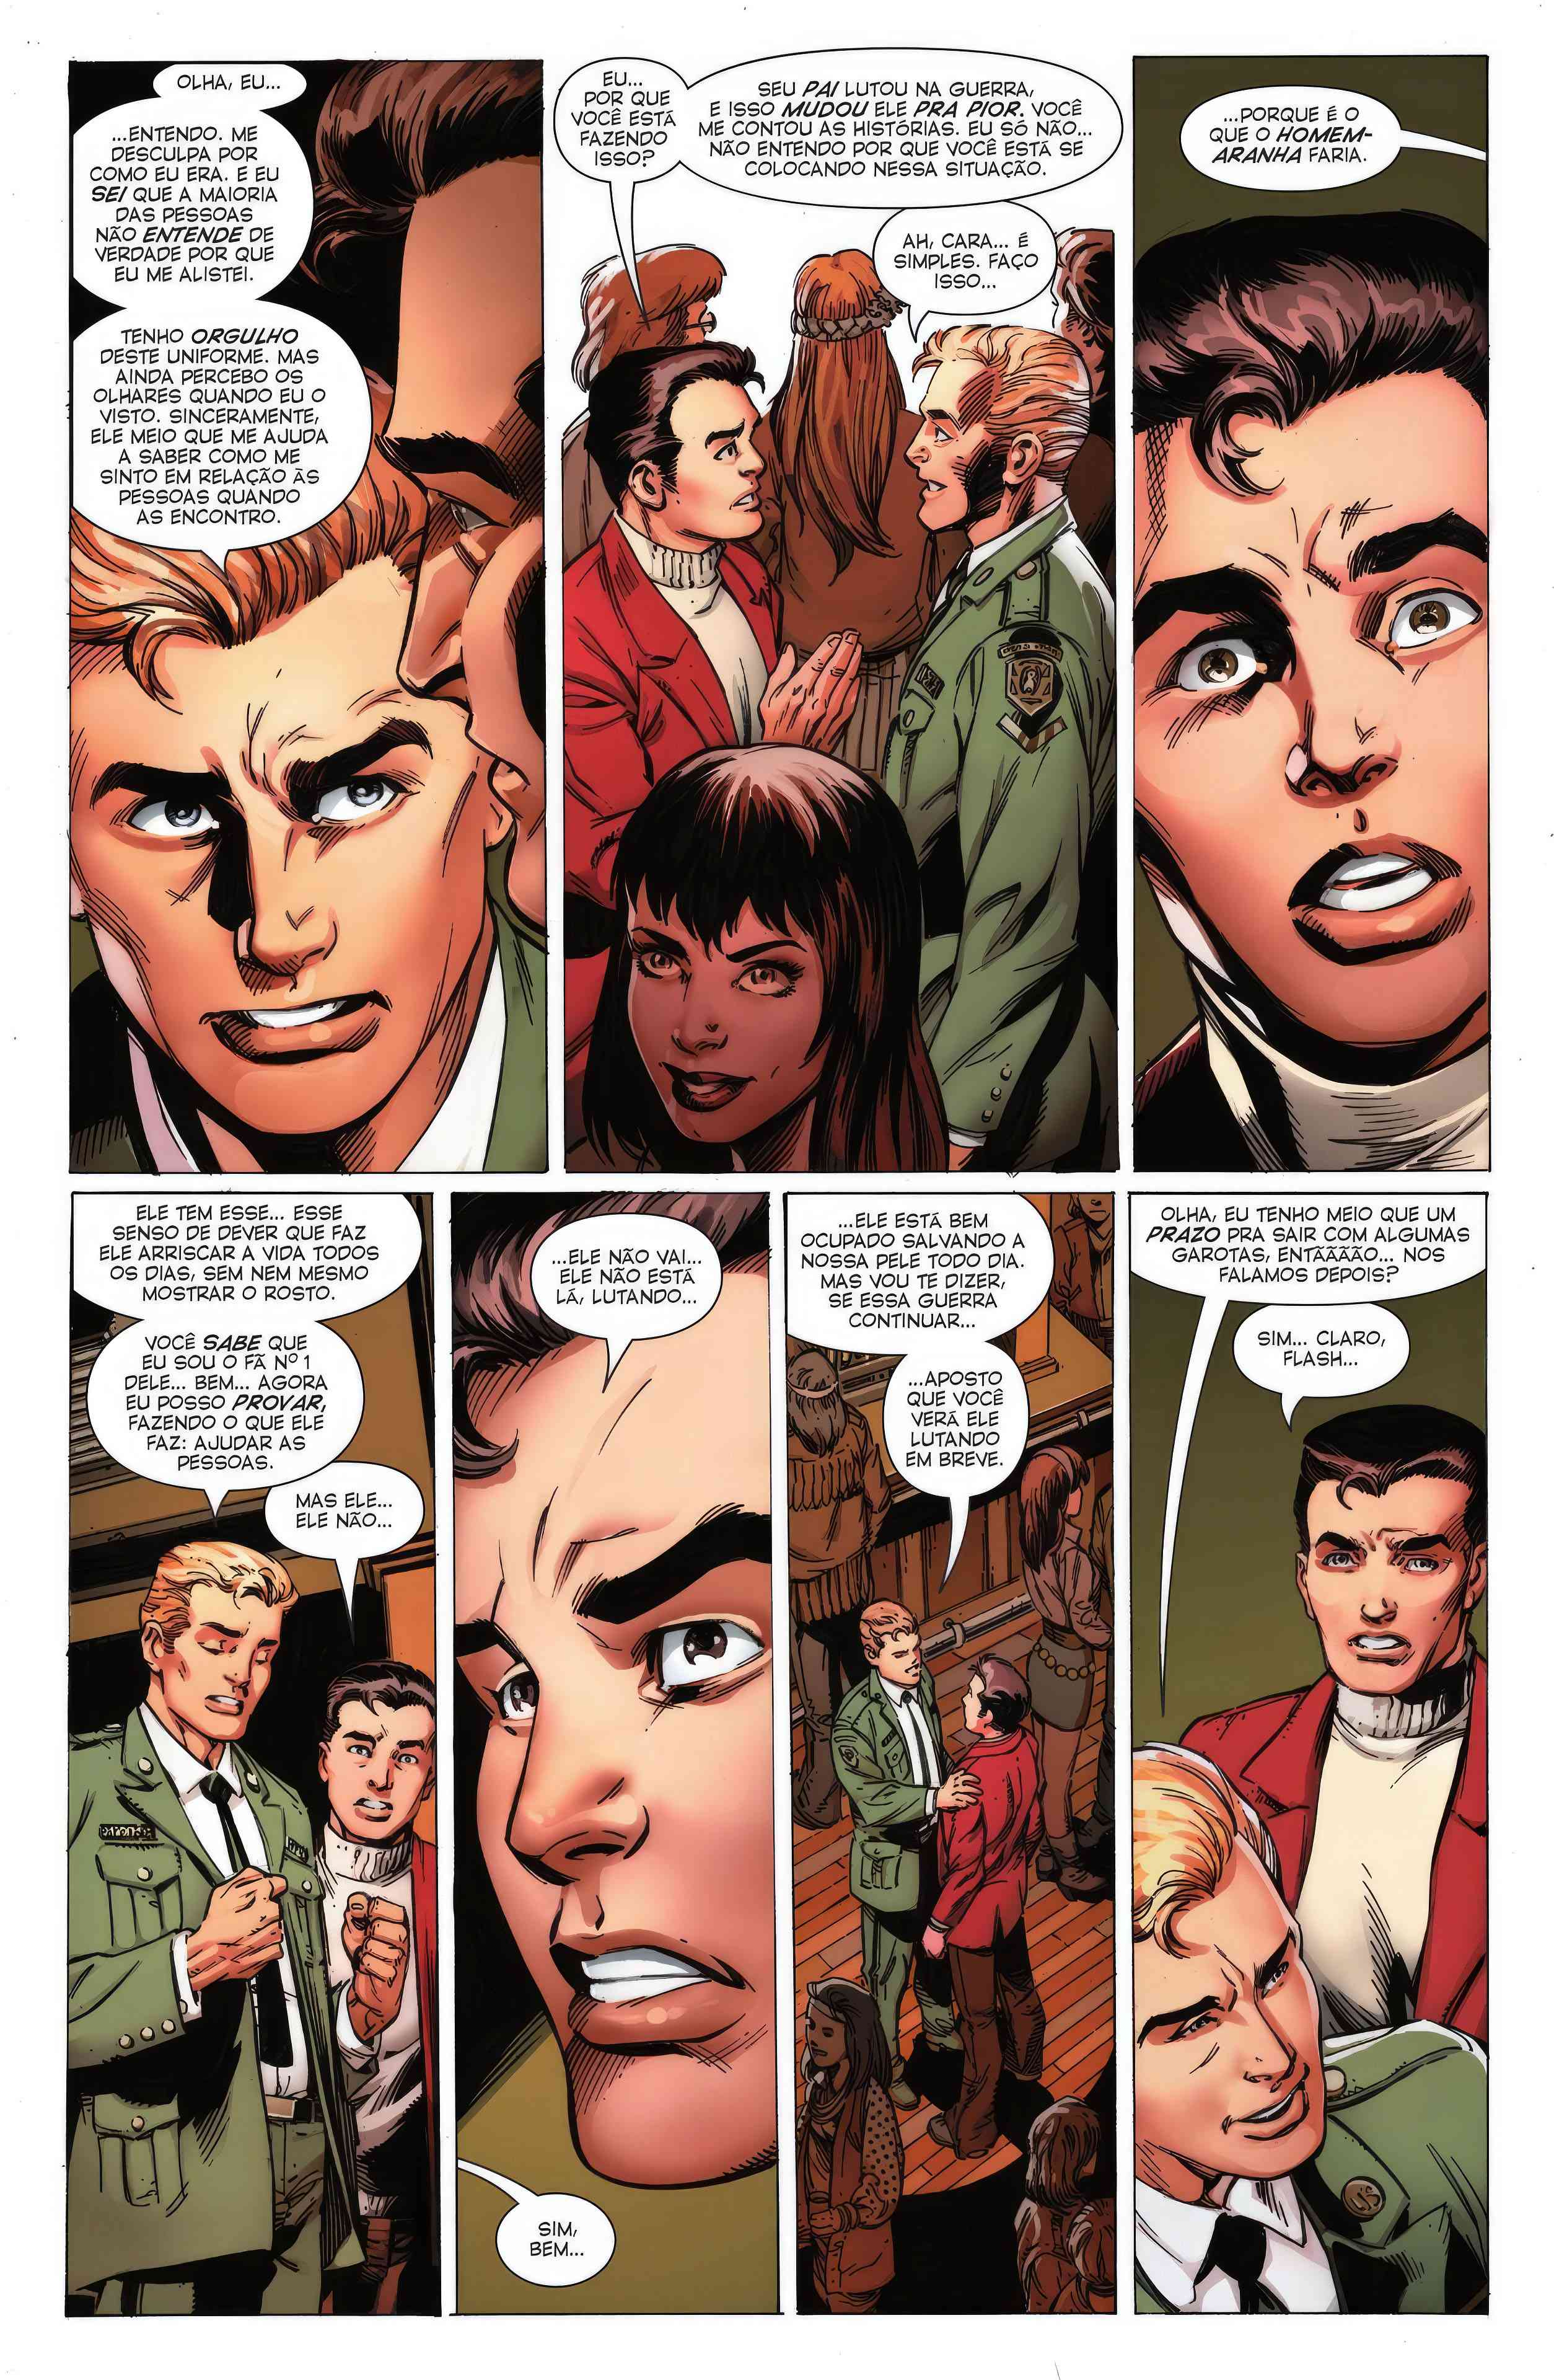 OLHA, EU...
...ENTENDO. ME
DESCULPA POR
COMO EU ERA. E EU
SEI QUE A MAIORIA
DAS PESSOAS
NÃO ENTENDE DE
VERDADE POR QUE
EU ME ALISTEI.
TENHO ORGULHO
DESTE UNIFORME. MAS
AINDA PERCEBO OS
OLHARES QUANDO EU O
VISTO. SINCERAMENTE,
ELE MEIO QUE ME AJUDA
A SABER COMO ME
SINTO EM RELAÇÃO ÀS
PESSOAS QUANDO
AS ENCONTRO.
EU...
POR QUE
VOCÊ ESTÁ
FAZENDO
ISSO?
SEU PAI LUTOU NA GUERRA,
E ISSO MUDOU ELE PRA PIOR. VOCÊ
ME CONTOU AS HISTÓRIAS. EU SÓ NÃO...
NÃO ENTENDO POR QUE VOCÊ ESTÁ SE
COLOCANDO NESSA SITUAÇÃO.
AH, CARA... É
SIMPLES. FAÇO
ISSO...
...PORQUE É O
QUE O HOMEM-
ARANHA FARIA.
ELE TEM ESSE... ESSE
SENSO DE DEVER QUE FAZ
ELE ARRISCAR A VIDA TODOS
OS DIAS, SEM NEM MESMO
MOSTRAR O ROSTO.
VOCÊ SABE QUE
EU SOU O FÃ Nº 1
DELE... BEM... AGORA
EU POSSO PROVAR,
FAZENDO O QUE ELE
FAZ: AJUDAR AS
PESSOAS.
MAS ELE...
ELE NÃO...
...ELE NÃO VAI...
ELE NÃO ESTÁ
LÁ, LUTANDO...
SIM,
BEM...
...ELE ESTÁ BEM
OCUPADO SALVANDO A
NOSSA PELE TODO DIA.
MAS VOU TE DIZER,
SE ESSA GUERRA
CONTINUAR...
...APOSTO
QUE VOCÊ
VERÁ ELE
LUTANDO
EM BREVE.
OLHA, EU TENHO MEIO QUE UM
PRAZO PRA SAIR COM ALGUMAS
GAROTAS, ENTÃÃÃÃO... NOS
FALAMOS DEPOIS?
SIM... CLARO,
FLASH...
US